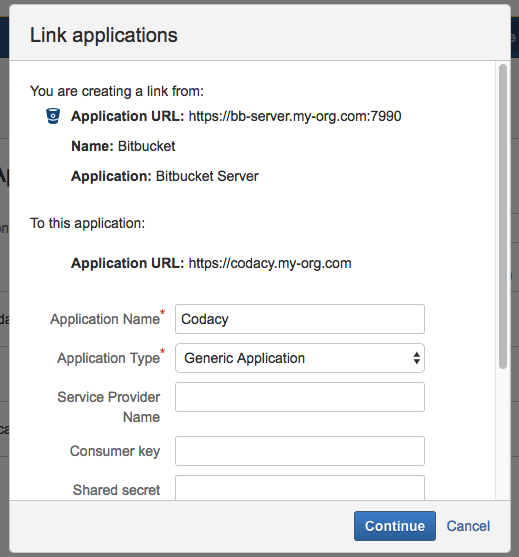 Link applications
You are creating a link from:
Application URL: https://bb-server.my-org.com:7990
Name: Bitbucket
Application: Bitbucket Server
To this application:
Application URL: https://codacy.my-org.com
Application Name* Codacy
Application Type* Generic Application
Service Provider
Name
Consumer key
Shared secret
Continue Cancel